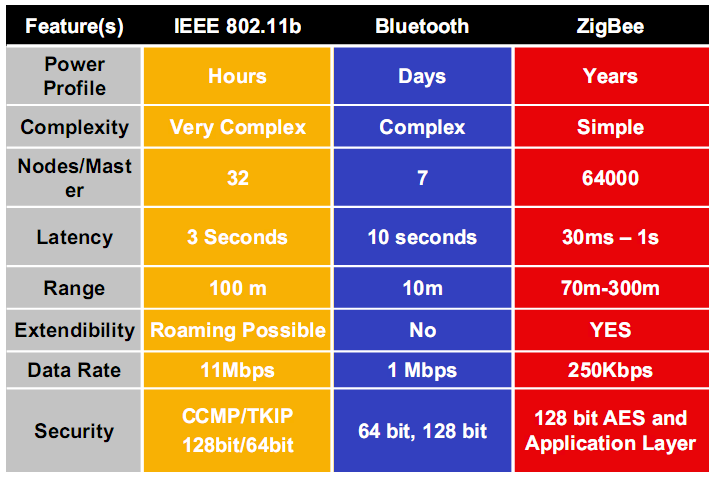 Feature(s) IEEE 802.11b Bluetooth ZigBee
Power
Profile
Hours Days Years
Complexity Very Complex Complex Simple
Nodes/Mast
er
32 7 64000
Latency 3 Seconds 10 seconds 30ms – 1s
Range 100 m 10m 70m-300m
Extendibility Roaming Possible No YES
Data Rate 11Mbps 1 Mbps 250Kbps
Security
CCMP/TKIP
128bit/64bit
64 bit, 128 bit
128 bit AES and
Application Layer